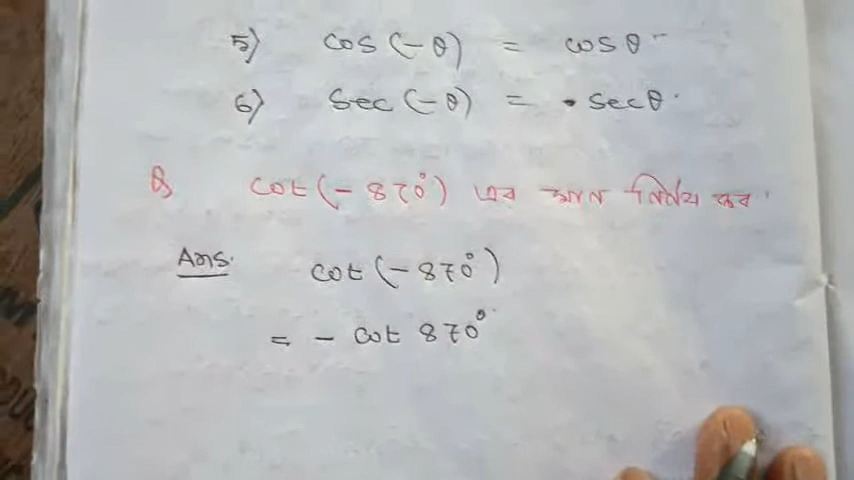 5) cos (-θ) = cosθ
6) Sec (-θ) = secθ
Q cot (- 870°) এর মান নির্ণয় কর
Ans. cot (- 870°)
= - cot 870°